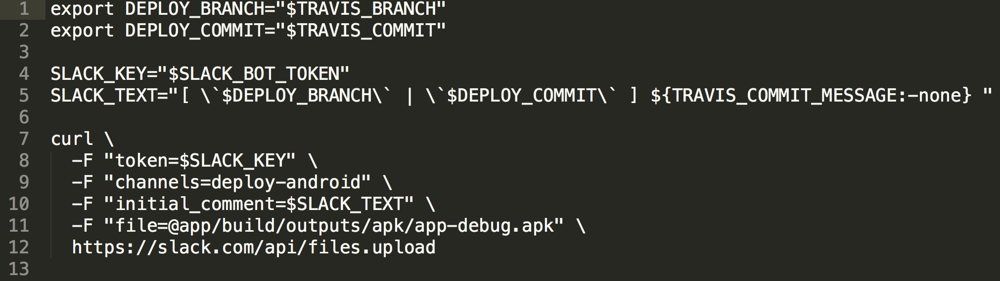 1 export DEPLOY_BRANCH="$TRAVIS_BRANCH"
2 export DEPLOY_COMMIT="$TRAVIS_COMMIT"
3
4 SLACK_KEY="$SLACK_BOT_TOKEN"
5 SLACK_TEXT="[ \`$DEPLOY_BRANCH\` | \`$DEPLOY_COMMIT\` ] ${TRAVIS_COMMIT_MESSAGE:-none} "
6
7 curl \
8   -F "token=$SLACK_KEY" \
9   -F "channels=deploy-android" \
10   -F "initial_comment=$SLACK_TEXT" \
11   -F "file=@app/build/outputs/apk/app-debug.apk" \
12   https://slack.com/api/files.upload
13